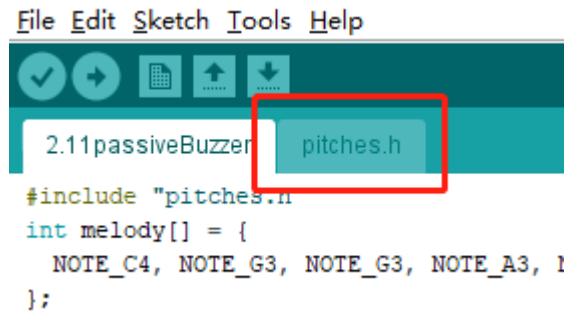 File Edit Sketch Tools Help
2.11passiveBuzzer pitches.h
#include "pitches.h
int melody[] = {
NOTE_C4, NOTE_G3, NOTE_G3, NOTE_A3,
};